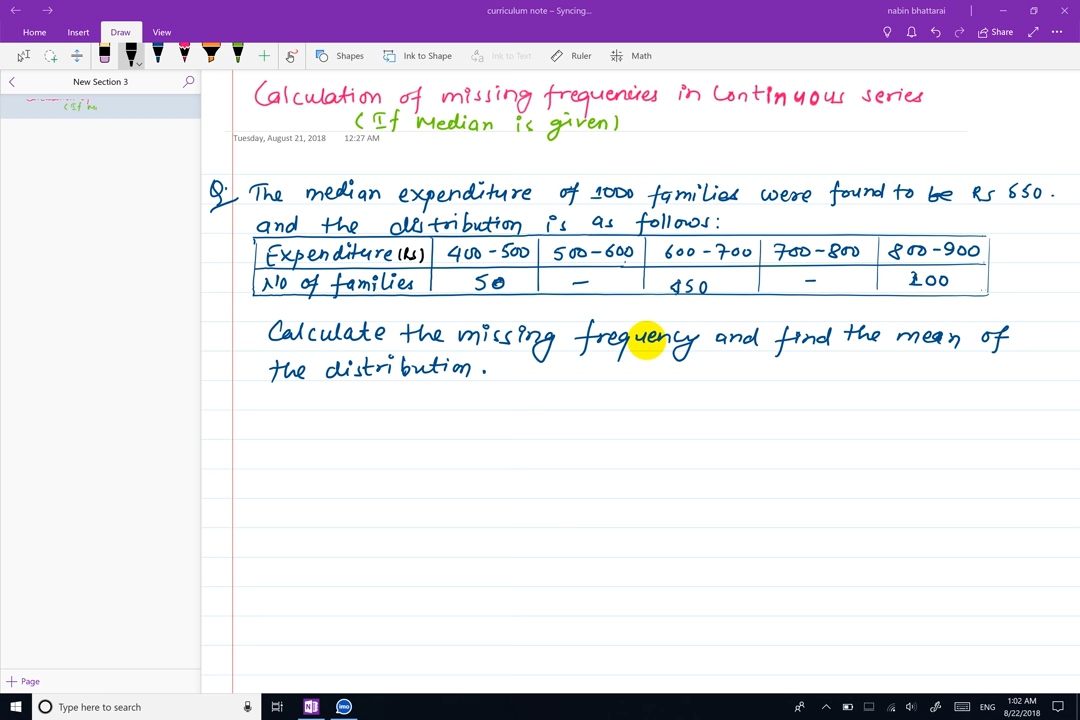 curriculum note – Syncing...
nabin bhattarai
Home Insert Draw View
Share
Shapes Ink to Shape Ink to Text Ruler Math
New Section 3
Calculation of missing frequencies in continuous series
(If median is given)
Tuesday, August 21, 2018 12:27 AM
Q. The median expenditure of 1000 families were found to be Rs 650.
and the distribution is as follows:
Expenditure (Rs) 400-500 500-600 600-700 700-800 800-900
No of families 50 – 450 –
Calculate the missing frequency and find the mean of
the distribution.
+ Page
Type here to search
ENG
1:02 AM
8/22/2018